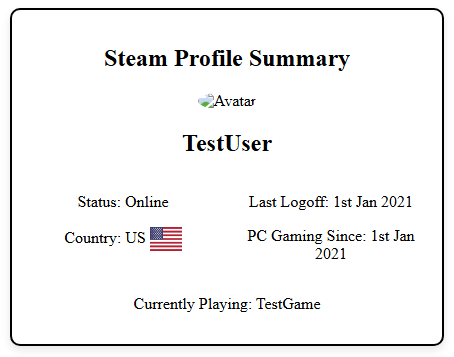 Steam Profile Summary
Avatar
TestUser
Status: Online
Last Logoff: 1st Jan 2021
Country: US
PC Gaming Since: 1st Jan
2021
Currently Playing: TestGame